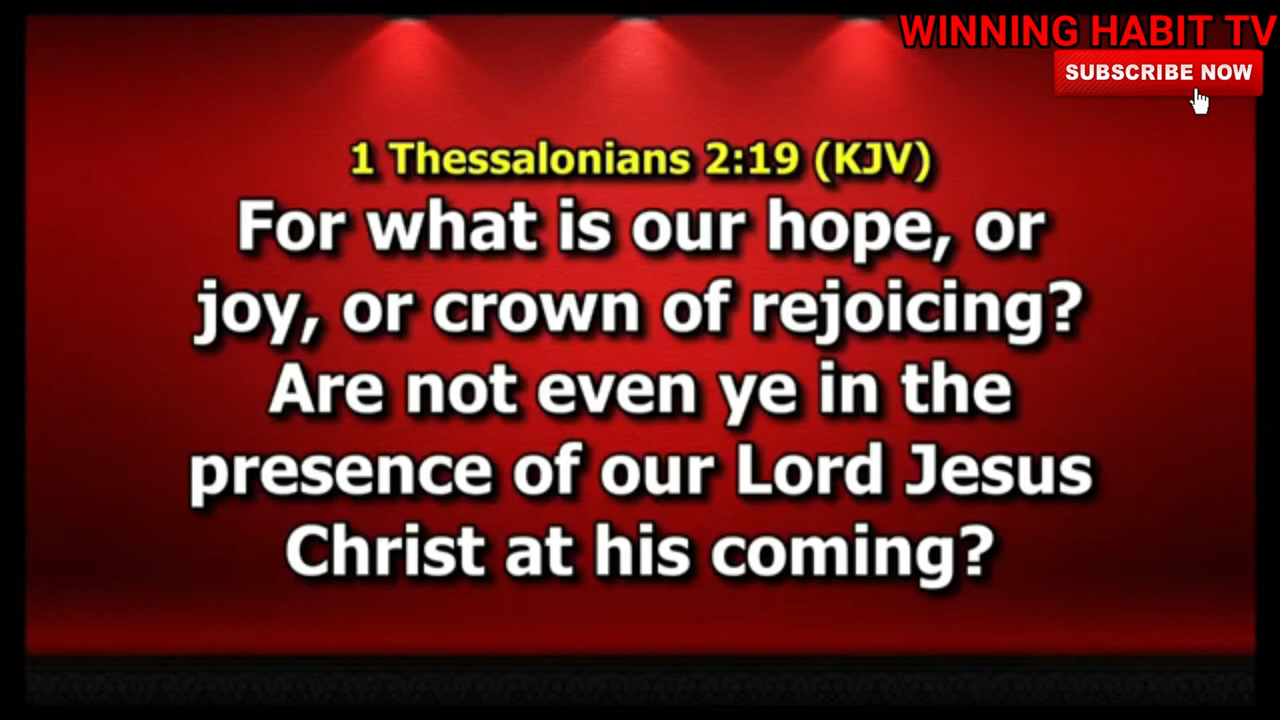 WINNING HABIT TV
SUBSCRIBE NOW
1 Thessalonians 2:19 (KJV)
For what is our hope, or
joy, or crown of rejoicing?
Are not even ye in the
presence of our Lord Jesus
Christ at his coming?